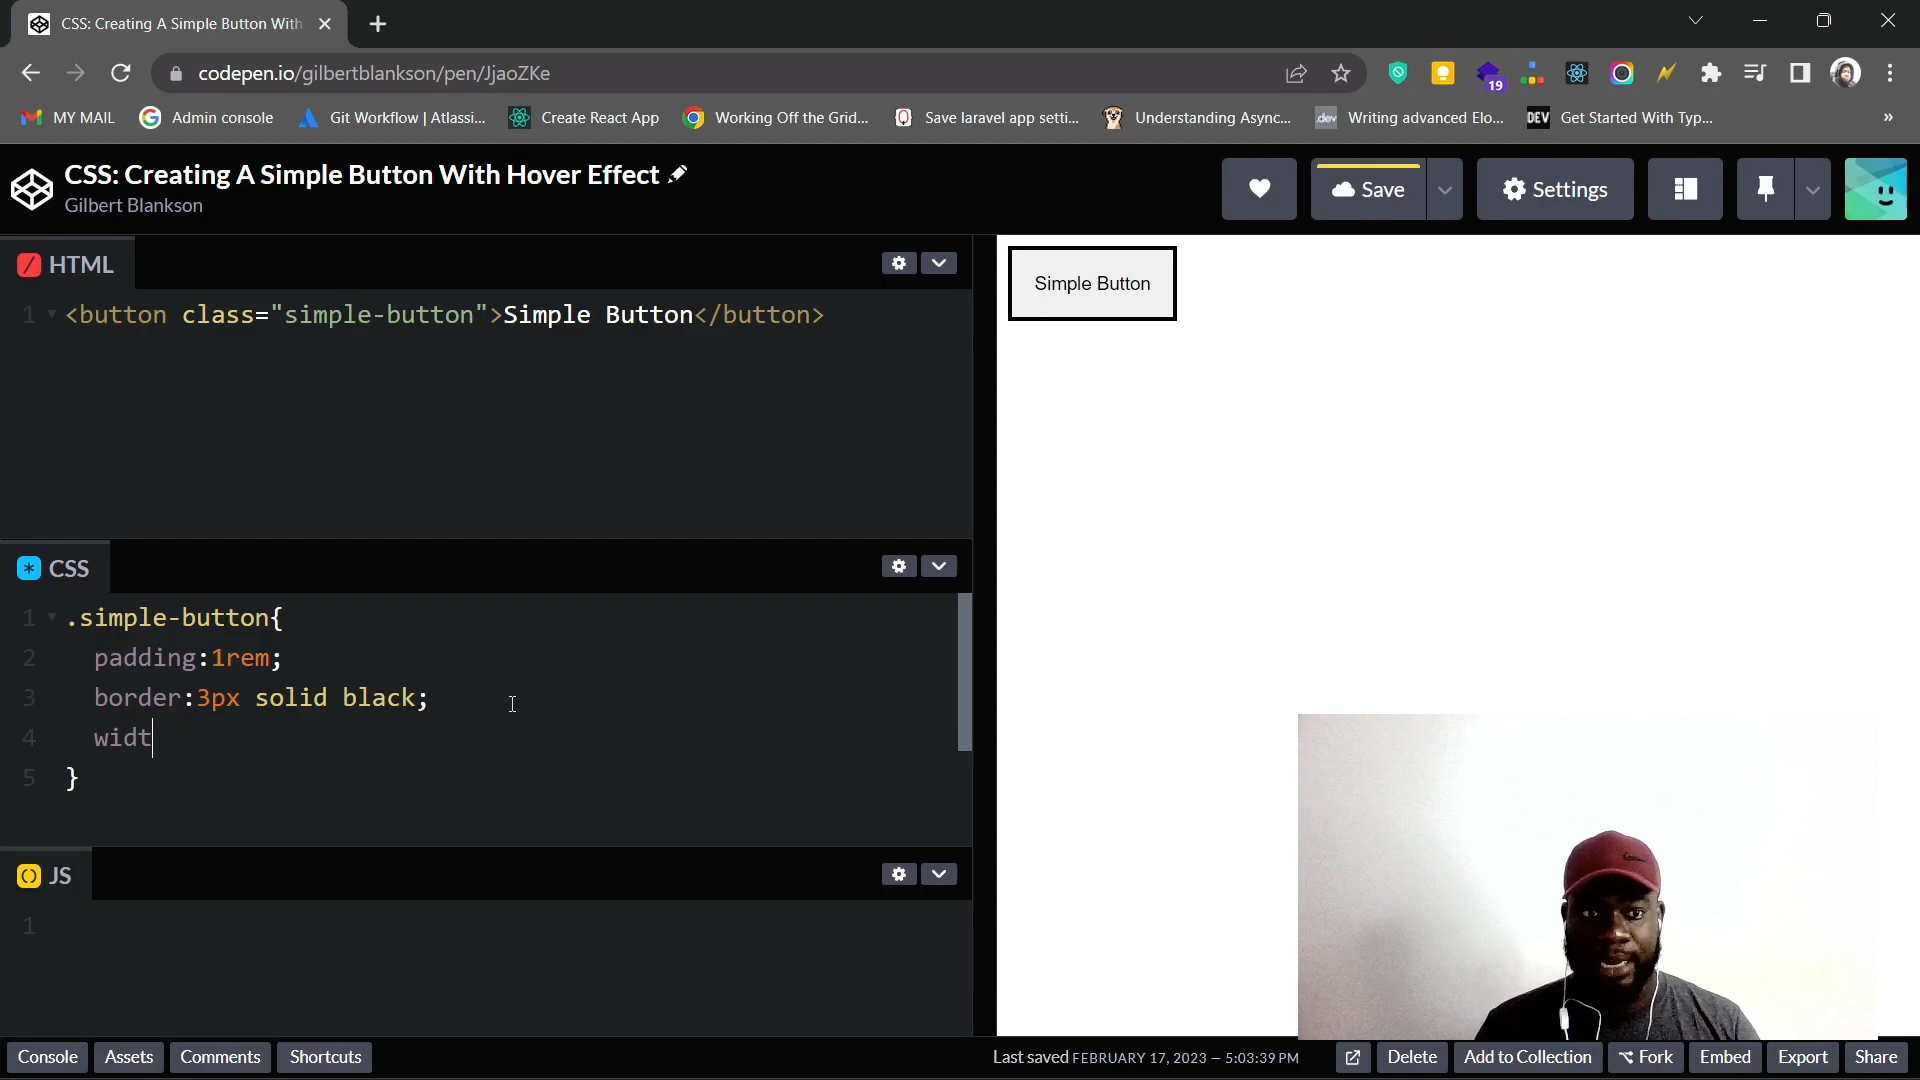 CSS: Creating A Simple Button With
codepen.io/gilbertblankson/pen/JjaoZKe
19
MY MAIL
Admin console
Git Workflow | Atlassi...
Create React App
Working Off the Grid...
Save laravel app setti...
Understanding Async...
.dev
Writing advanced Elo...
DEV
Get Started With Typ...
»
CSS: Creating A Simple Button With Hover Effect
Gilbert Blankson
Save
Settings
HTML
1 <button class="simple-button">Simple Button</button>
Simple Button
CSS
1 .simple-button{
2 padding:1rem;
3 border:3px solid black;
4 widt
5 }
JS
1
Console
Assets
Comments
Shortcuts
Last saved FEBRUARY 17, 2023 — 5:03:39 PM
Delete
Add to Collection
Fork
Embed
Export
Share